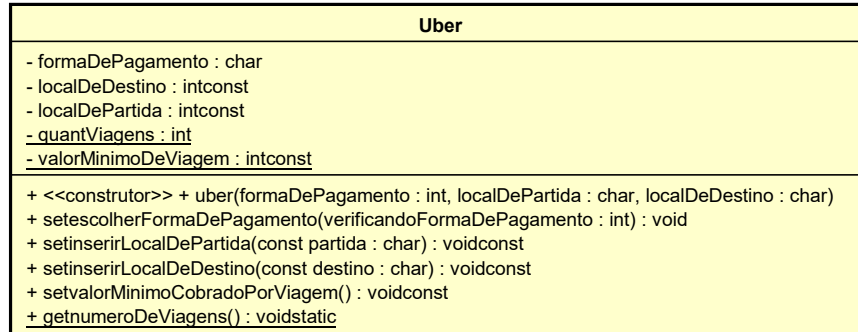 Uber
- formaDePagamento : char
- localDeDestino : intconst
- localDePartida : intconst
- quantViagens : int
- valorMinimoDeViagem : intconst
+ <<construtor>> + uber(formaDePagamento : int, localDePartida : char, localDeDestino : char)
+ setescolherFormaDePagamento(verificandoFormaDePagamento : int) : void
+ setinserirLocalDePartida(const partida : char) : voidconst
+ setinserirLocalDeDestino(const destino : char) : voidconst
+ setvalorMinimoCobradoPorViagem() : voidconst
+ getnumeroDeViagens() : voidstatic